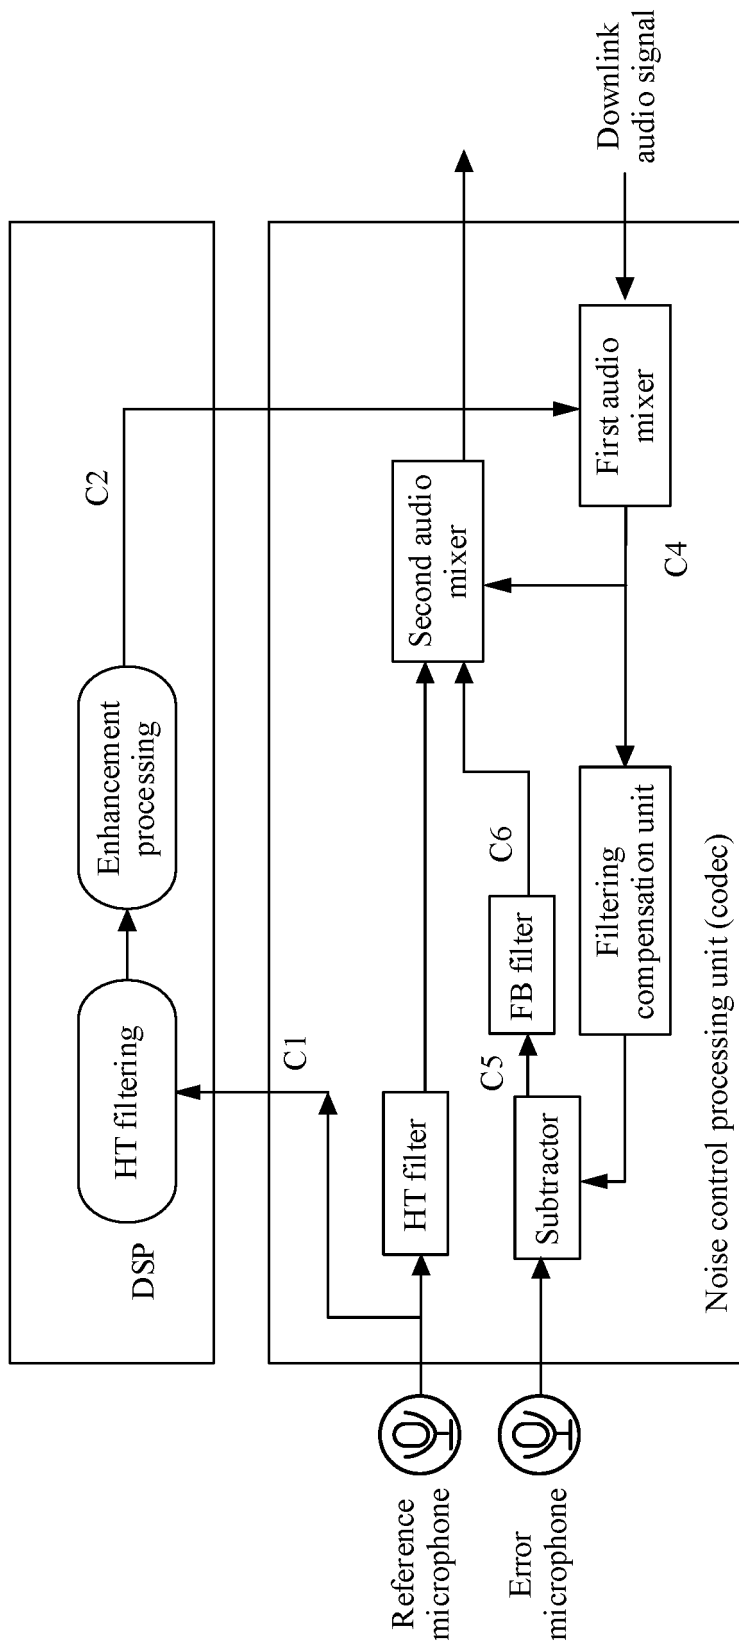 DSP
HT filtering
Enhancement
processing
C2
C1
Reference
microphone
HT filter
Second audio
mixer
Error
microphone
Subtractor
C5
FB filter
C6
Filtering
compensation unit
C4
First audio
mixer
Downlink
audio signal
Noise control processing unit (codec)